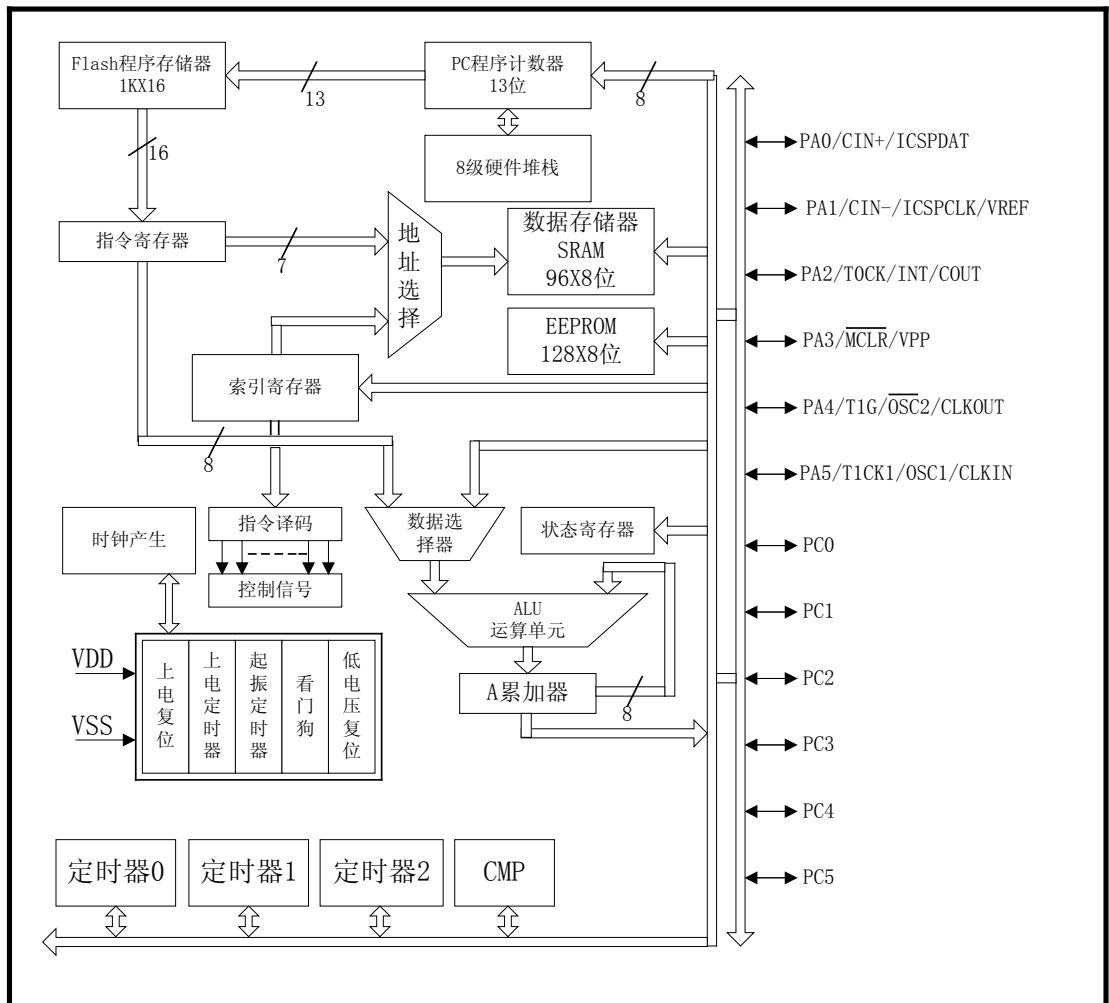 Flash程序存储器
1KX16
13
PC程序计数器
13位
8
16
8级硬件堆栈
PA0/CIN+/ICSPDAT
PA1/CIN-/ICSPCLK/VREF
指令寄存器
7
地址选择
数据存储器
SRAM
96X8位
PA2/T0CK/INT/COUT
EEPROM
128X8位
PA3/MCLR/VPP
索引寄存器
PA4/T1G/OSC2/CLKOUT
8
PA5/T1CK1/OSC1/CLKIN
时钟产生
指令译码
控制信号
数据选
择器
状态寄存器
PC0
ALU
运算单元
PC1
VDD
VSS
上电复位
上电定时器
起振定时器
看门狗
低电压复位
A累加器
8
PC2
PC3
PC4
定时器0
定时器1
定时器2
CMP
PC5